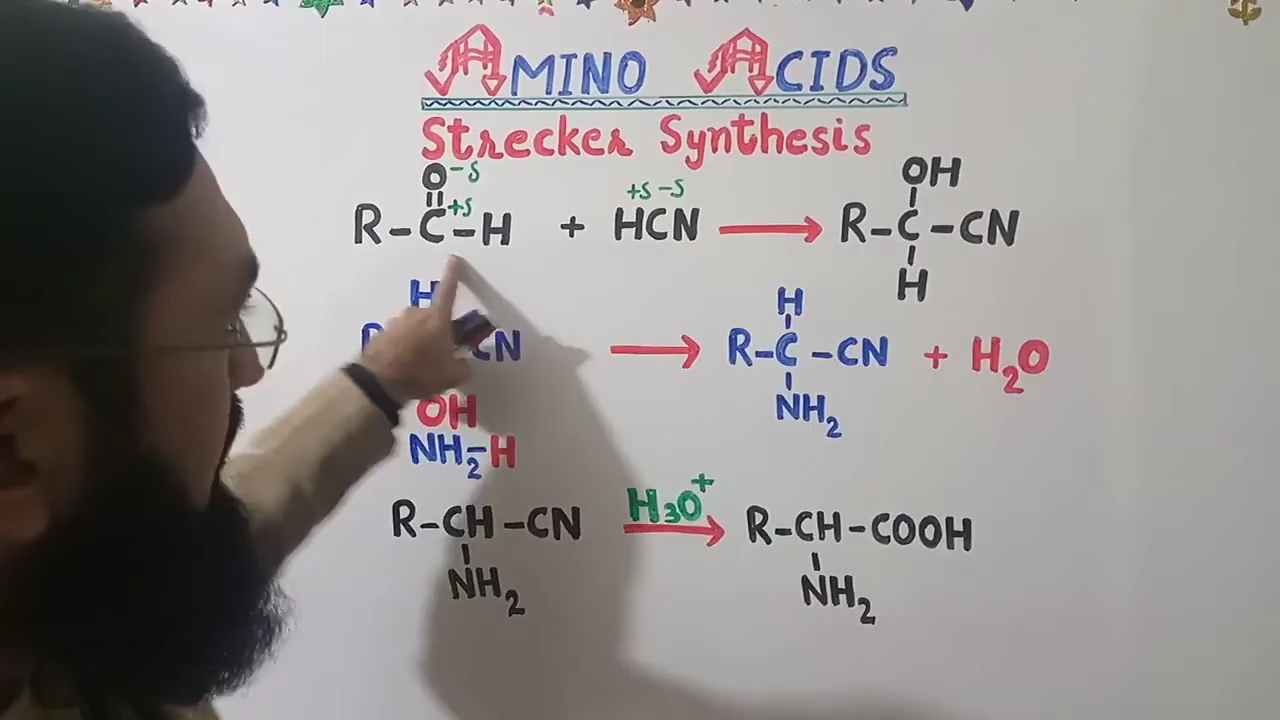 AMINO ACIDS
Strecker Synthesis
O -δ OH
+δ +δ -δ
R-C-H + HCN → R-C-CN
H
H H
CN → R-C-CN + H2O
OH NH2
NH2-H
H3O+
R-CH-CN → R-CH-COOH
NH2 NH2